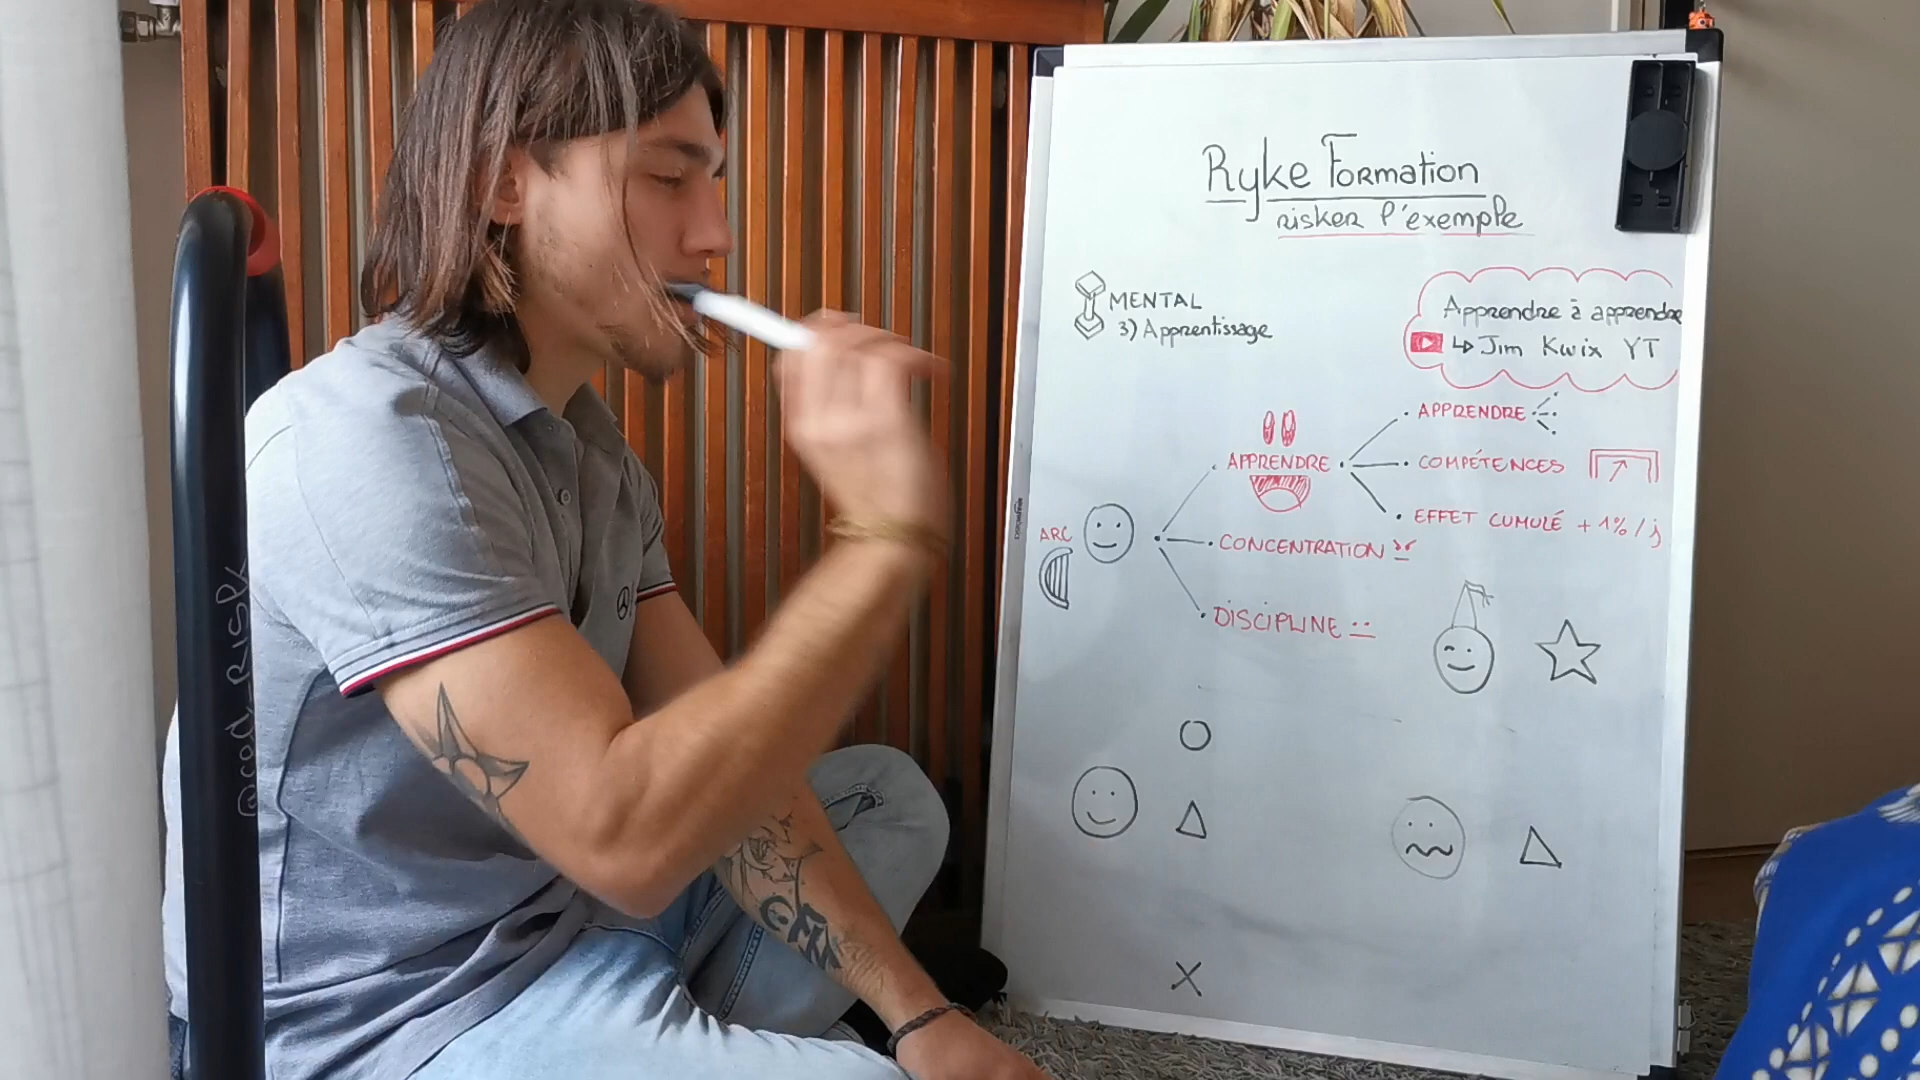 Ryke Formation
risker l'exemple
MENTAL
3) Apprentissage
Apprendre à apprendre
↳ Jim Kwix YT
APPRENDRE
APPRENDRE
COMPÉTENCES
EFFET CUMULÉ + 1% / j
ARC
CONCENTRATION
DISCIPLINE
@cod_RISK